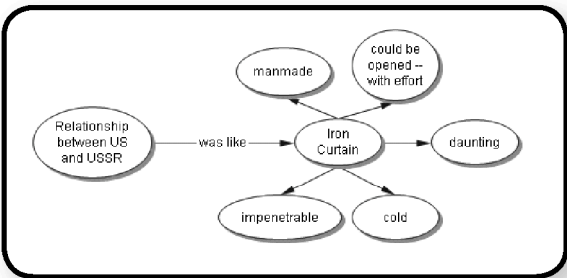 manmade
could be
opened --
with effort
Relationship
between US
and USSR
was like
Iron
Curtain
daunting
impenetrable
cold